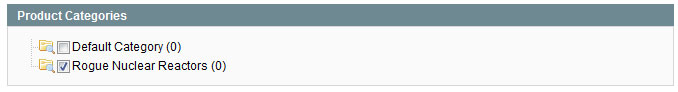 Product Categories
Default Category (0)
Rogue Nuclear Reactors (0)